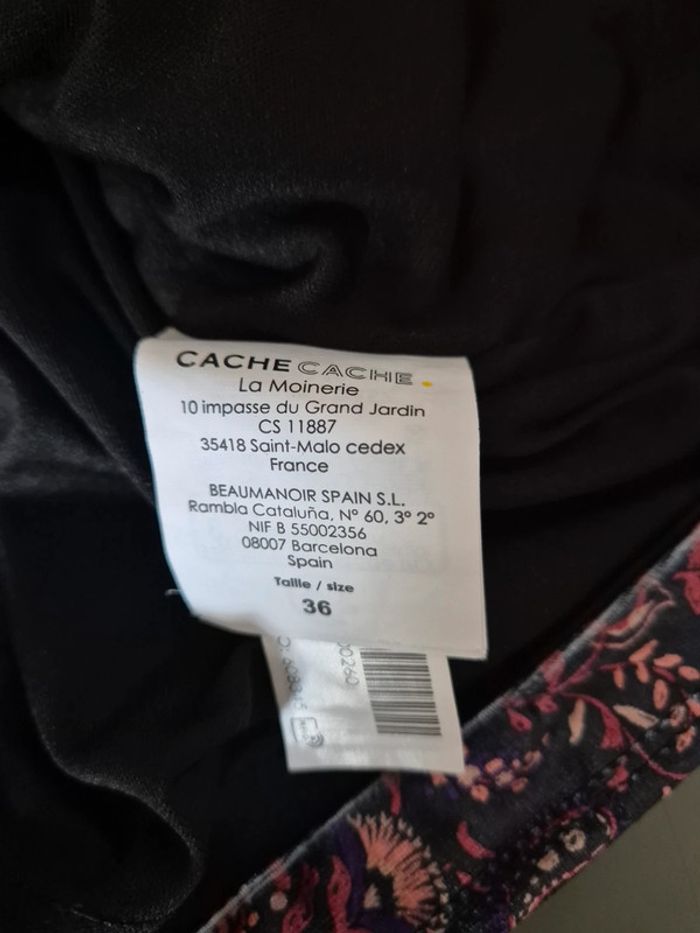 CACHE CACHE
La Moinerie
10 impasse du Grand Jardin
CS 11887
35418 Saint-Malo cedex
France
BEAUMANOIR SPAIN S.L.
Rambla Cataluña, Nº 60, 3º 2º
NIF B 55002356
08007 Barcelona
Spain
Taille / size
36
00260